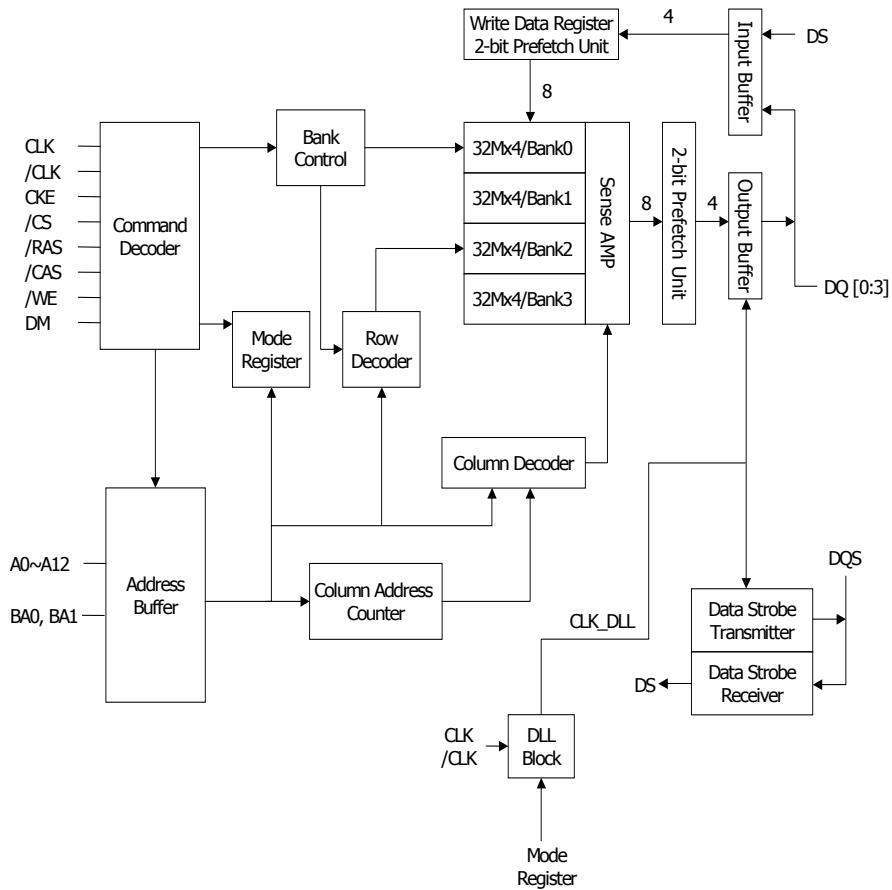 Write Data Register
2-bit Prefetch Unit
4
Input Buffer
DS
8
Bank
Control
CLK
/CLK
CKE
/CS
/RAS
/CAS
/WE
DM
Command
Decoder
32Mx4/Bank0
32Mx4/Bank1
32Mx4/Bank2
32Mx4/Bank3
Sense AMP
8
2-bit Prefetch Unit
4
Output Buffer
DQ [0:3]
Mode
Register
Row
Decoder
Column Decoder
A0~A12
BA0, BA1
Address
Buffer
Column Address
Counter
CLK_DLL
DQS
Data Strobe
Transmitter
Data Strobe
Receiver
DS
CLK
/CLK
DLL
Block
Mode
Register